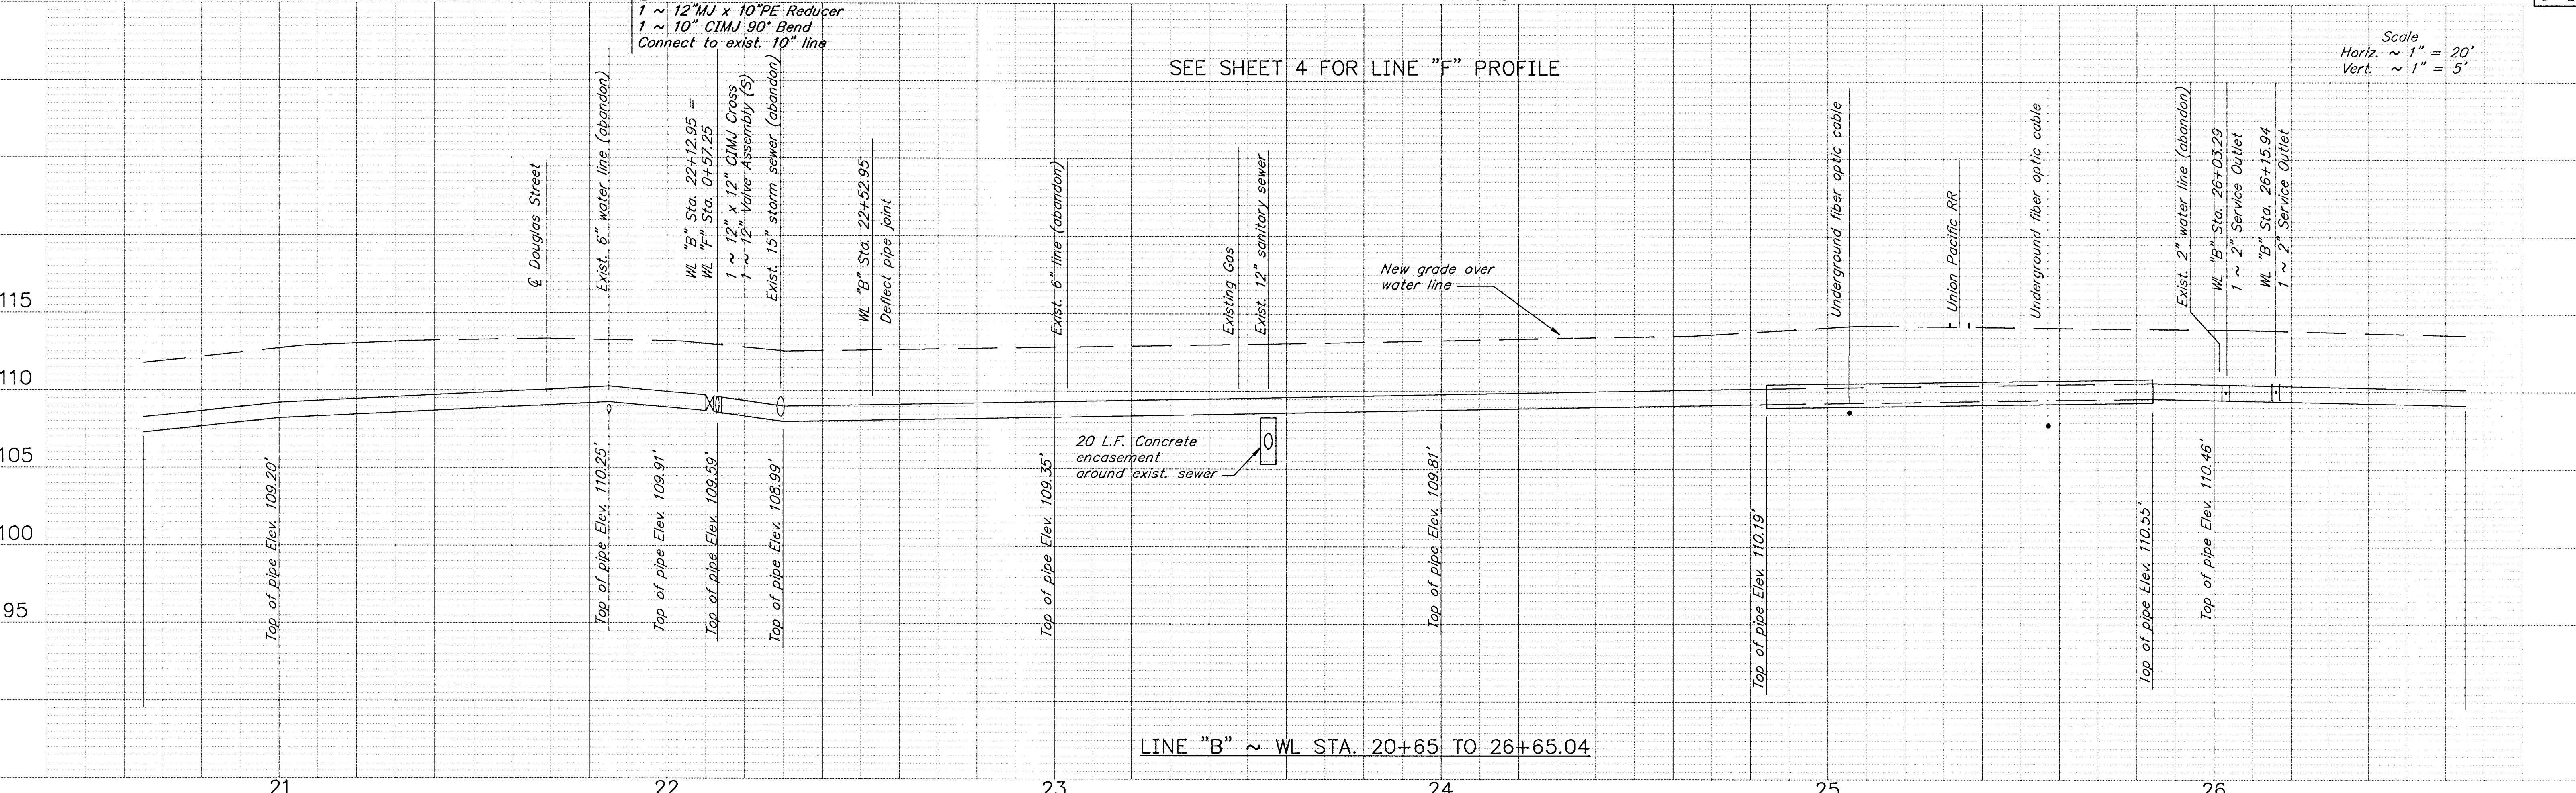 1 ~ 12"MJ x 10"PE Reducer
1 ~ 10" CIMJ 90° Bend
Connect to exist. 10" line
SEE SHEET 4 FOR LINE "F" PROFILE
Scale
Horiz. ~ 1" = 20'
Vert. ~ 1" = 5'
℄ Douglas Street
Exist. 6" water line (abandon)
WL "B" Sta. 22+12.95 =
WL "F" Sta. 0+57.25
1 ~ 12" x 12" CIMJ Cross
1 ~ 12" Valve Assembly (S)
Exist. 15" storm sewer (abandon)
WL "B" Sta. 22+52.95
Deflect pipe joint
Exist. 6" line (abandon)
Existing Gas
Exist. 12" sanitary sewer
New grade over
water line
Underground fiber optic cable
Union Pacific RR
Underground fiber optic cable
Exist. 2" water line (abandon)
WL "B" Sta. 26+03.29
1 ~ 2" Service Outlet
WL "B" Sta. 26+15.94
1 ~ 2" Service Outlet
115
110
105
100
95
20 L.F. Concrete
encasement
around exist. sewer
Top of pipe Elev. 109.20'
Top of pipe Elev. 110.25'
Top of pipe Elev. 109.91'
Top of pipe Elev. 109.59'
Top of pipe Elev. 108.99'
Top of pipe Elev. 109.35'
Top of pipe Elev. 109.81'
Top of pipe Elev. 110.19'
Top of pipe Elev. 110.55'
Top of pipe Elev. 110.46'
LINE "B" ~ WL STA. 20+65 TO 26+65.04
21
22
23
24
25
26